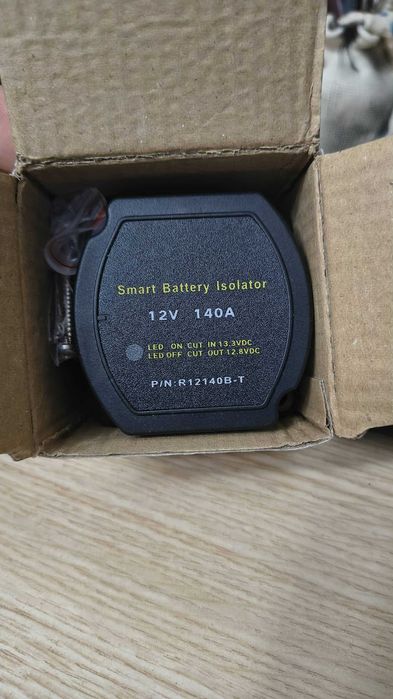 Smart Battery Isolator
12V 140A
LED ON CUT IN 13.3VDC
LED OFF CUT OUT 12.8VDC
P/N:R12140B-T